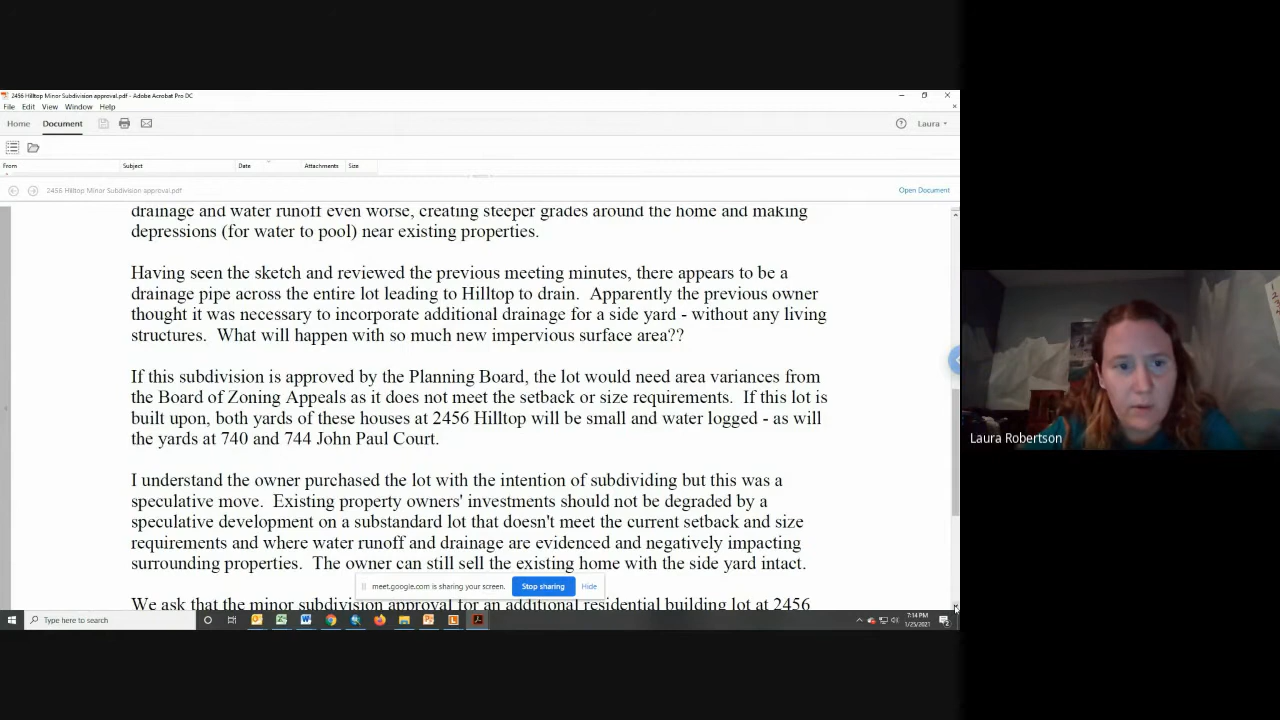 2456 Hilltop Minor Subdivision approval.pdf - Adobe Acrobat Pro DC
File Edit View Window Help
Home Document Laura
From Subject Date Attachments Size
2456 Hilltop Minor Subdivision approval.pdf Open Document
drainage and water runoff even worse, creating steeper grades around the home and making
depressions (for water to pool) near existing properties.
Having seen the sketch and reviewed the previous meeting minutes, there appears to be a
drainage pipe across the entire lot leading to Hilltop to drain.  Apparently the previous owner
thought it was necessary to incorporate additional drainage for a side yard - without any living
structures.  What will happen with so much new impervious surface area??
If this subdivision is approved by the Planning Board, the lot would need area variances from
the Board of Zoning Appeals as it does not meet the setback or size requirements.  If this lot is
built upon, both yards of these houses at 2456 Hilltop will be small and water logged - as will
the yards at 740 and 744 John Paul Court.
I understand the owner purchased the lot with the intention of subdividing but this was a
speculative move.  Existing property owners' investments should not be degraded by a
speculative development on a substandard lot that doesn't meet the current setback and size
requirements and where water runoff and drainage are evidenced and negatively impacting
surrounding properties.  The owner can still sell the existing home with the side yard intact.
meet.google.com is sharing your screen. Stop sharing Hide
We ask that the minor subdivision approval for an additional residential building lot at 2456
Type here to search
7:14 PM
1/25/2021
Laura Robertson